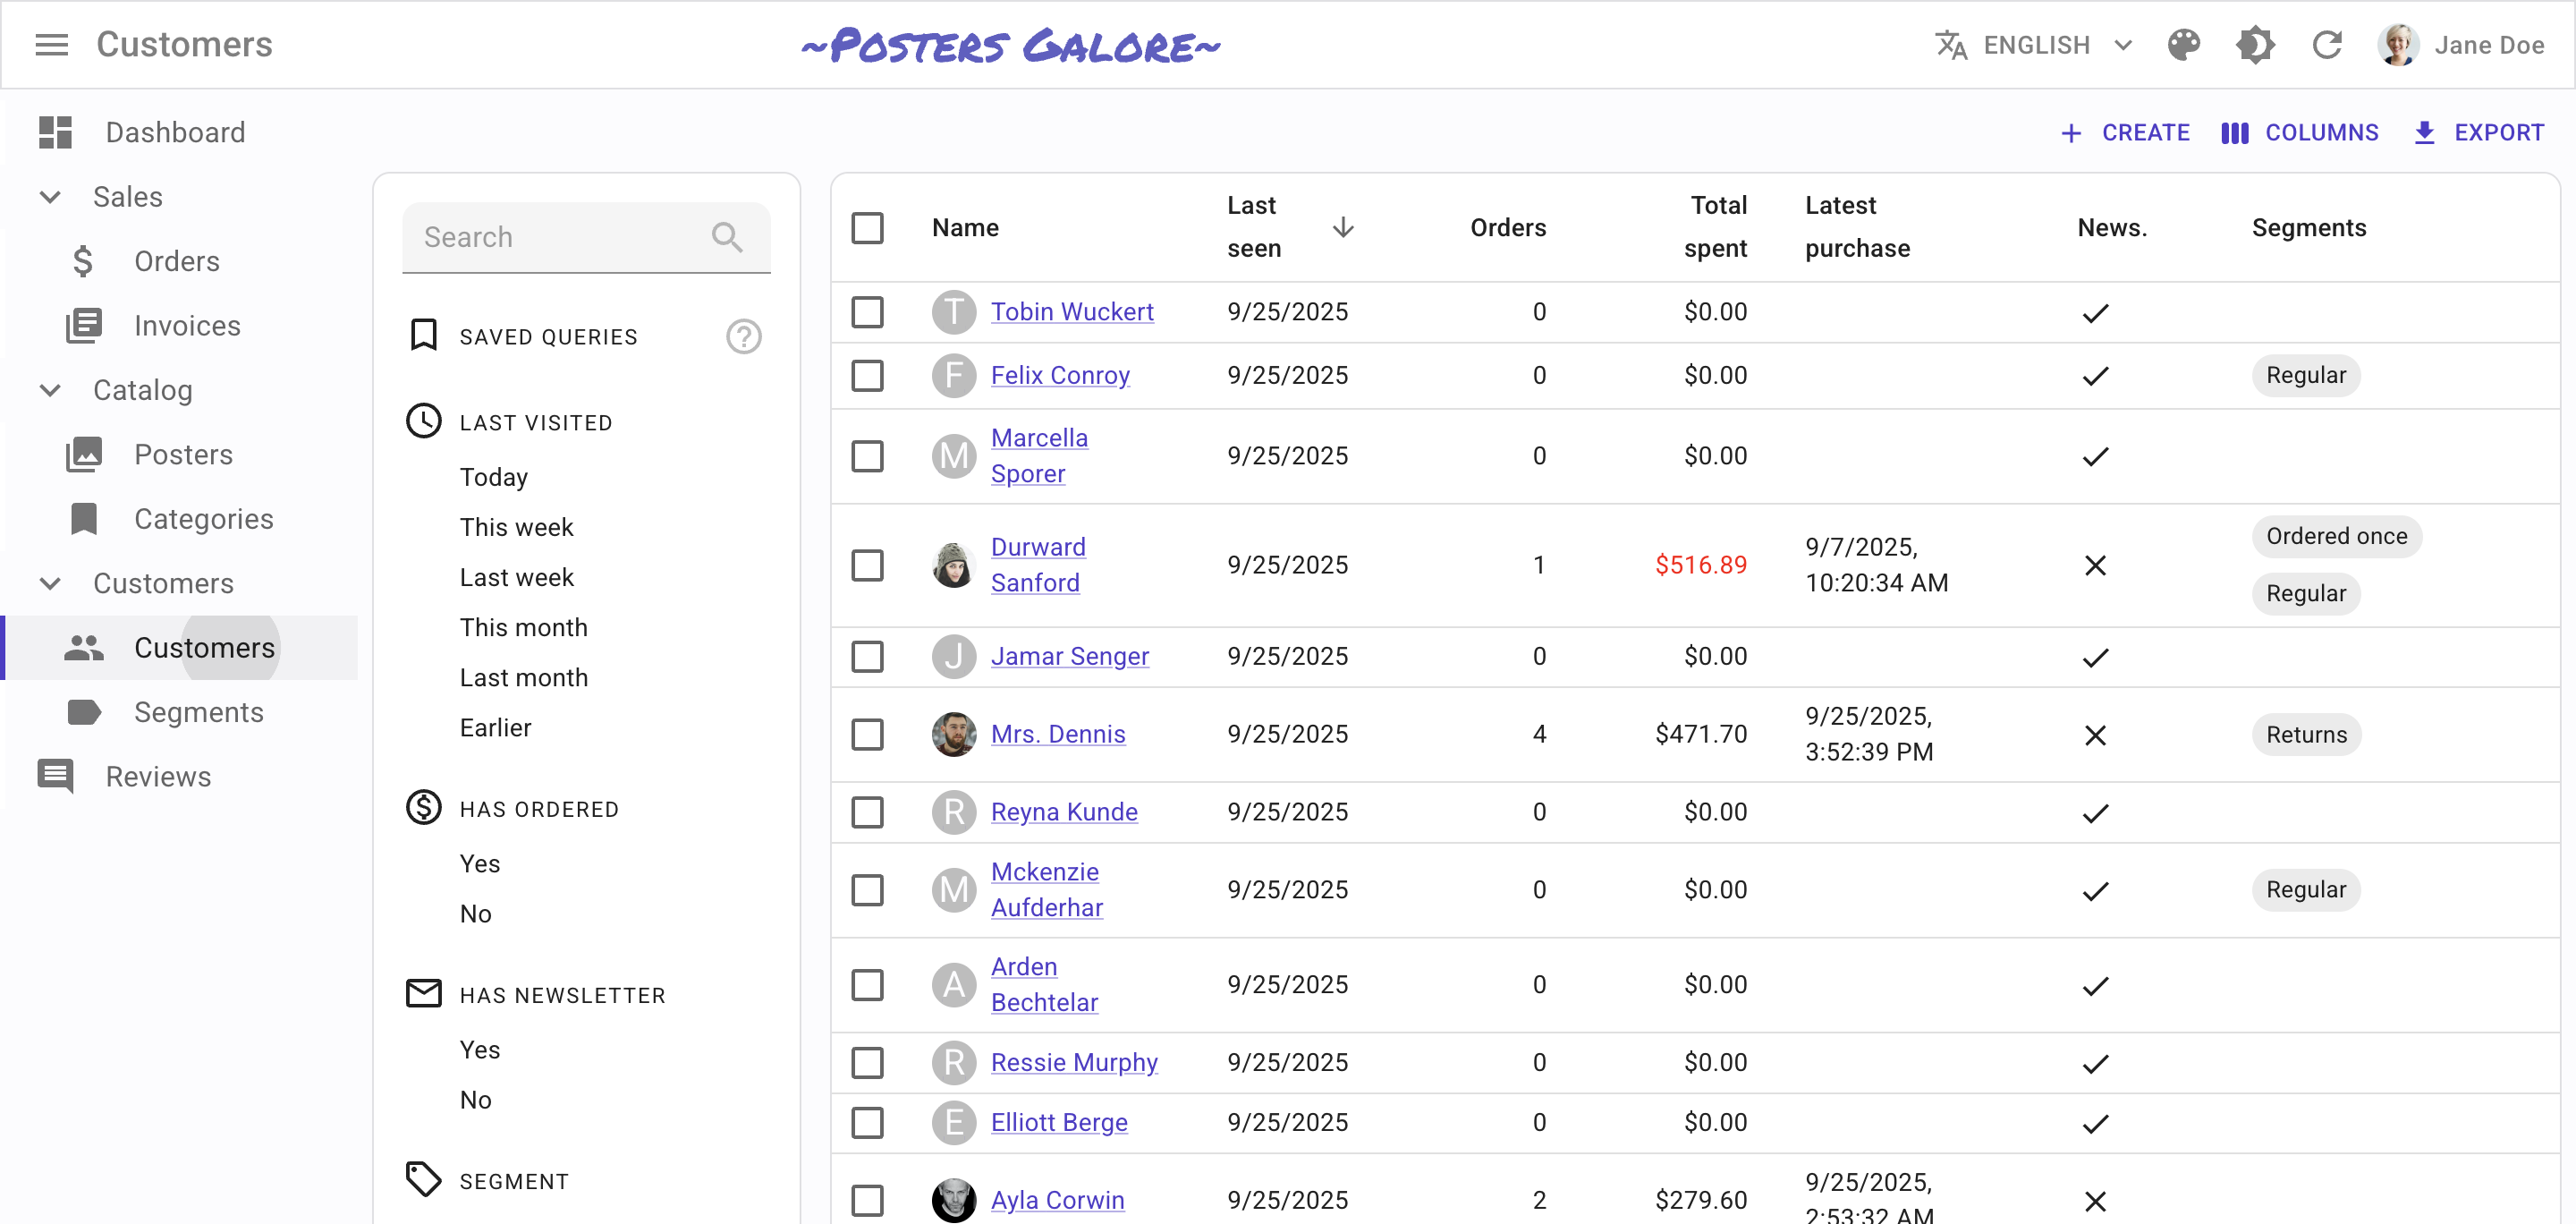 Customers
~Posters Galore~
ENGLISH
Jane Doe
Dashboard
Sales
Orders
Invoices
Catalog
Posters
Categories
Customers
Customers
Segments
Reviews
CREATE
COLUMNS
EXPORT
Search
SAVED QUERIES
?
LAST VISITED
Today
This week
Last week
This month
Last month
Earlier
$ HAS ORDERED
Yes
No
HAS NEWSLETTER
Yes
No
SEGMENT
Name
Last
seen
Orders
Total
spent
Latest
purchase
News.
Segments
T Tobin Wuckert 9/25/2025 0 $0.00
F Felix Conroy 9/25/2025 0 $0.00 Regular
M Marcella
Sporer
9/25/2025 0 $0.00
Durward
Sanford
9/25/2025 1 $516.89
9/7/2025,
10:20:34 AM
Ordered once
Regular
J Jamar Senger 9/25/2025 0 $0.00
Mrs. Dennis 9/25/2025 4 $471.70
9/25/2025,
3:52:39 PM
Returns
R Reyna Kunde 9/25/2025 0 $0.00
M Mckenzie
Aufderhar
9/25/2025 0 $0.00 Regular
A Arden
Bechtelar
9/25/2025 0 $0.00
R Ressie Murphy 9/25/2025 0 $0.00
E Elliott Berge 9/25/2025 0 $0.00
Ayla Corwin 9/25/2025 2 $279.60
9/25/2025,
2:53:32 AM